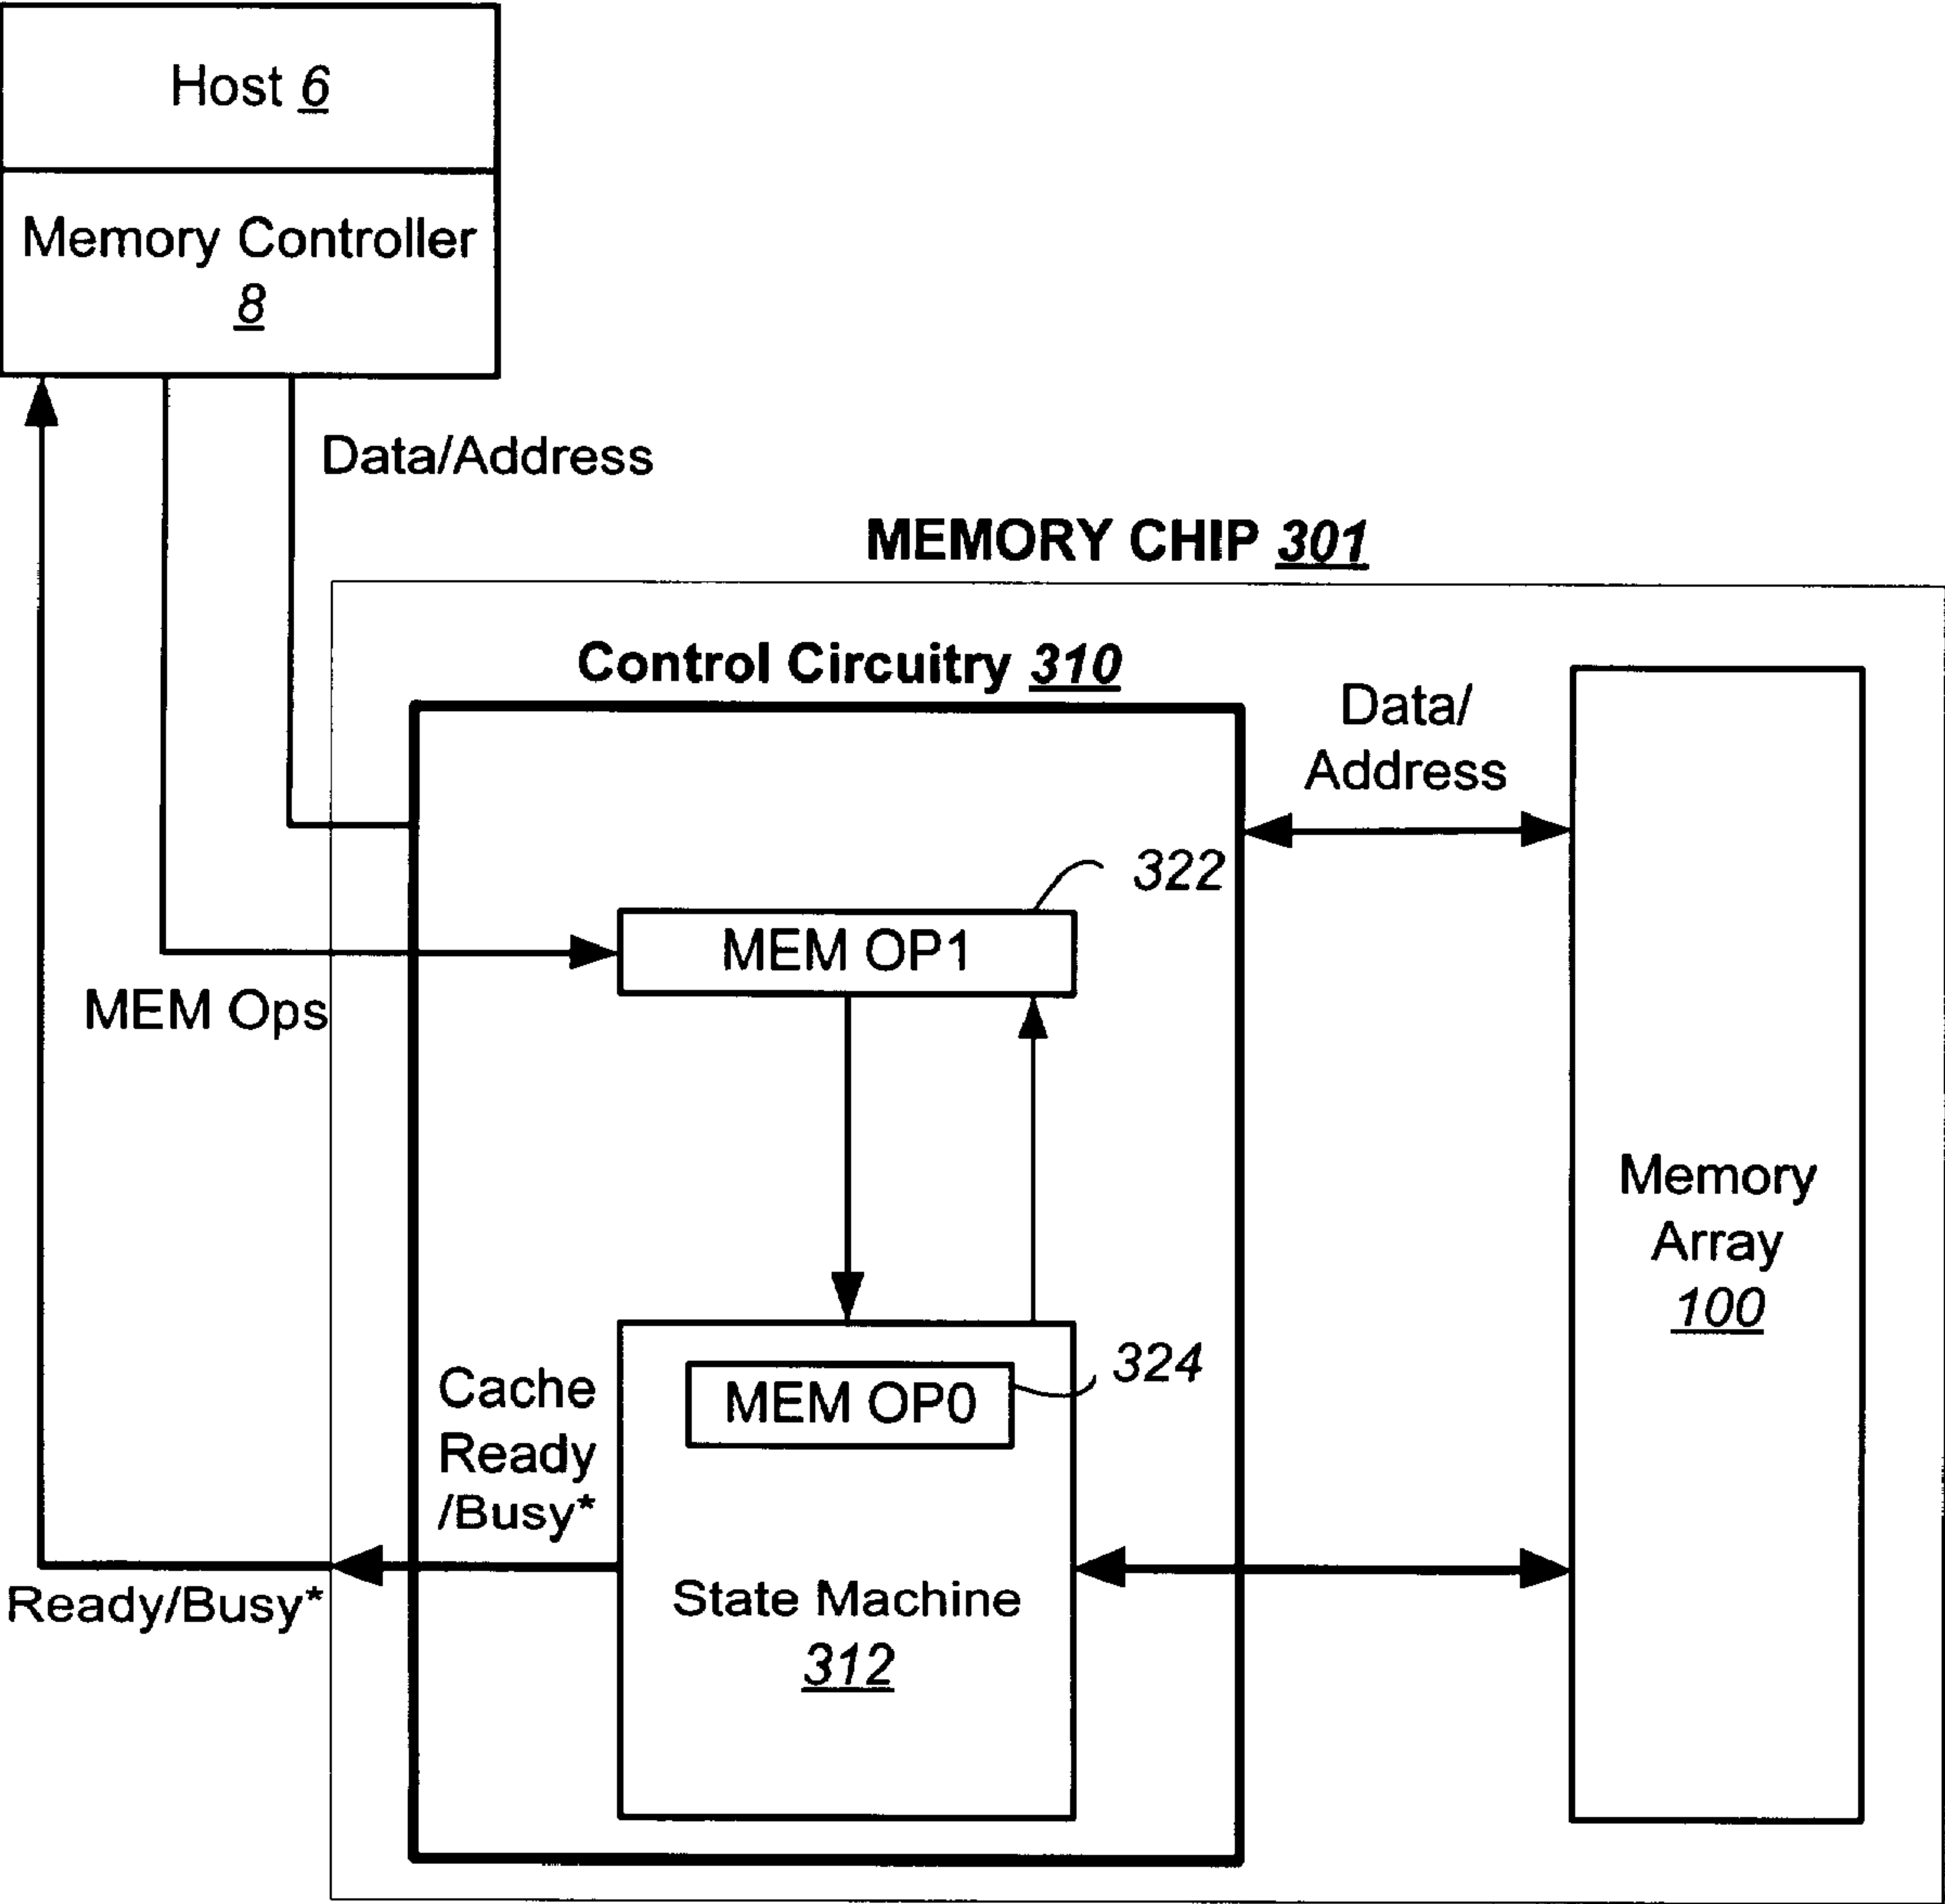 Host 6
Memory Controller
8
Data/Address
MEMORY CHIP 301
Control Circuitry 310
Data/
Address
322
MEM OP1
MEM Ops
Memory
Array
100
324
MEM OP0
Cache
Ready
/Busy*
Ready/Busy*
State Machine
312